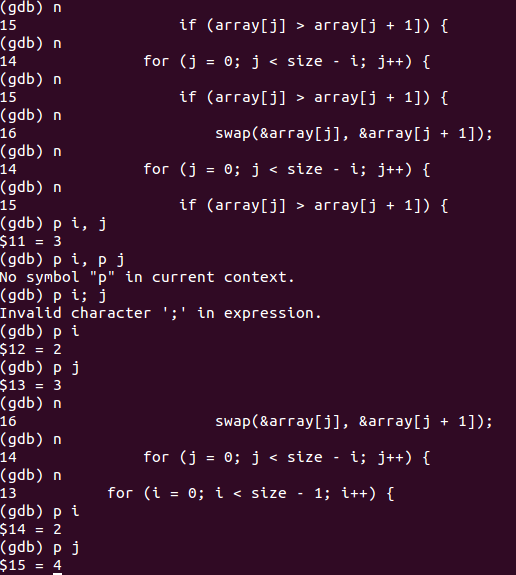 (gdb) n
15                  if (array[j] > array[j + 1]) {
(gdb) n
14              for (j = 0; j < size - i; j++) {
(gdb) n
15                  if (array[j] > array[j + 1]) {
(gdb) n
16                      swap(&array[j], &array[j + 1]);
(gdb) n
14              for (j = 0; j < size - i; j++) {
(gdb) n
15                  if (array[j] > array[j + 1]) {
(gdb) p i, j
$11 = 3
(gdb) p i, p j
No symbol "p" in current context.
(gdb) p i; j
Invalid character ';' in expression.
(gdb) p i
$12 = 2
(gdb) p j
$13 = 3
(gdb) n
16                      swap(&array[j], &array[j + 1]);
(gdb) n
14              for (j = 0; j < size - i; j++) {
(gdb) n
13          for (i = 0; i < size - 1; i++) {
(gdb) p i
$14 = 2
(gdb) p j
$15 = 4